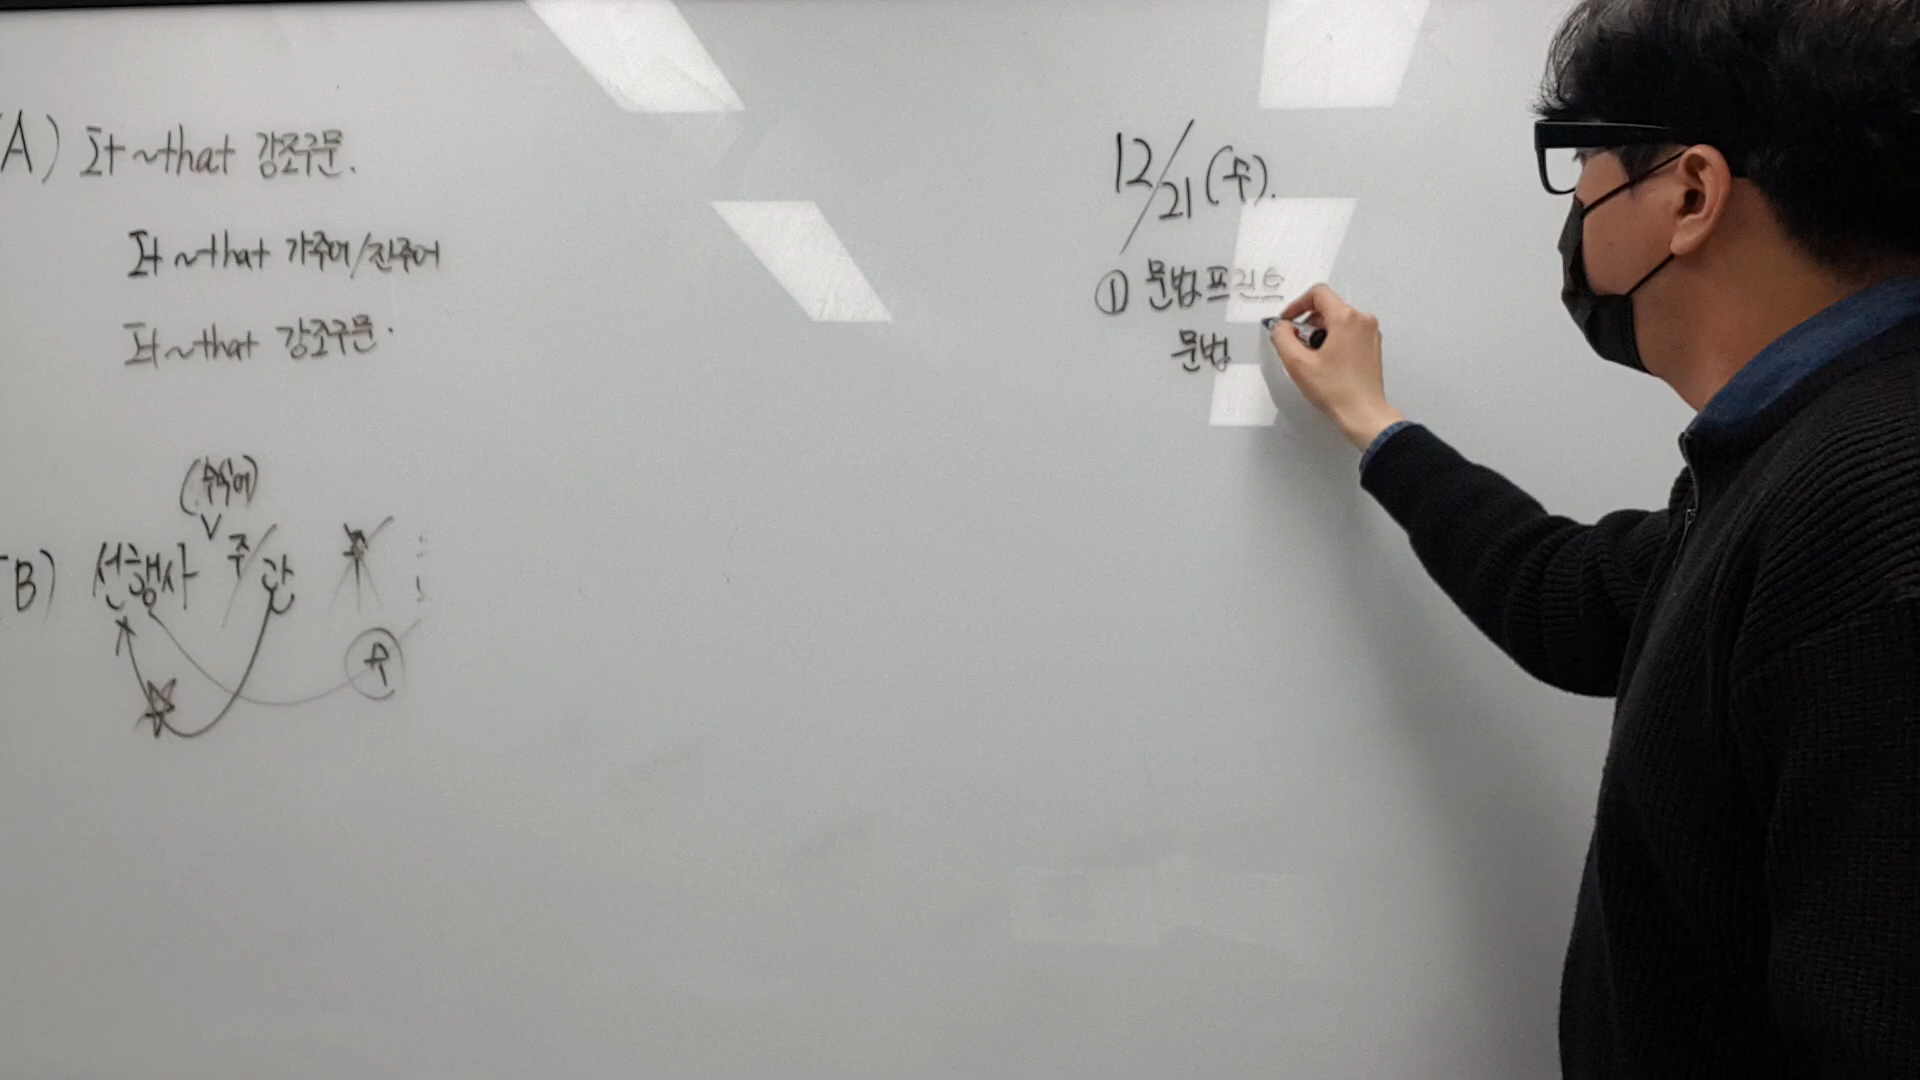 (A) It ~that 강조구문.
It ~that 가주어/진주어
It ~that 강조구문.
(수식어)
∨
(B) 선행사 주/관
☆
12/21 (수).
① 문법프린트
문법